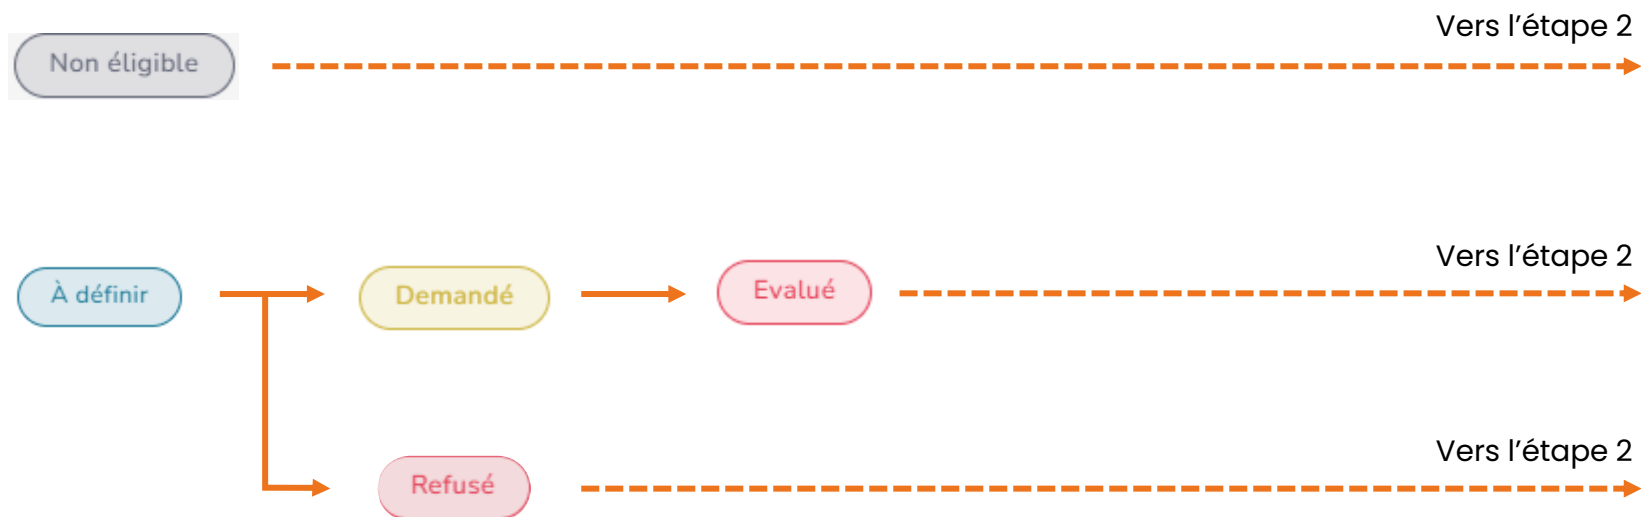 Vers l’étape 2
Non éligible
Vers l’étape 2
À définir
Demandé
Evalué
Vers l’étape 2
Refusé